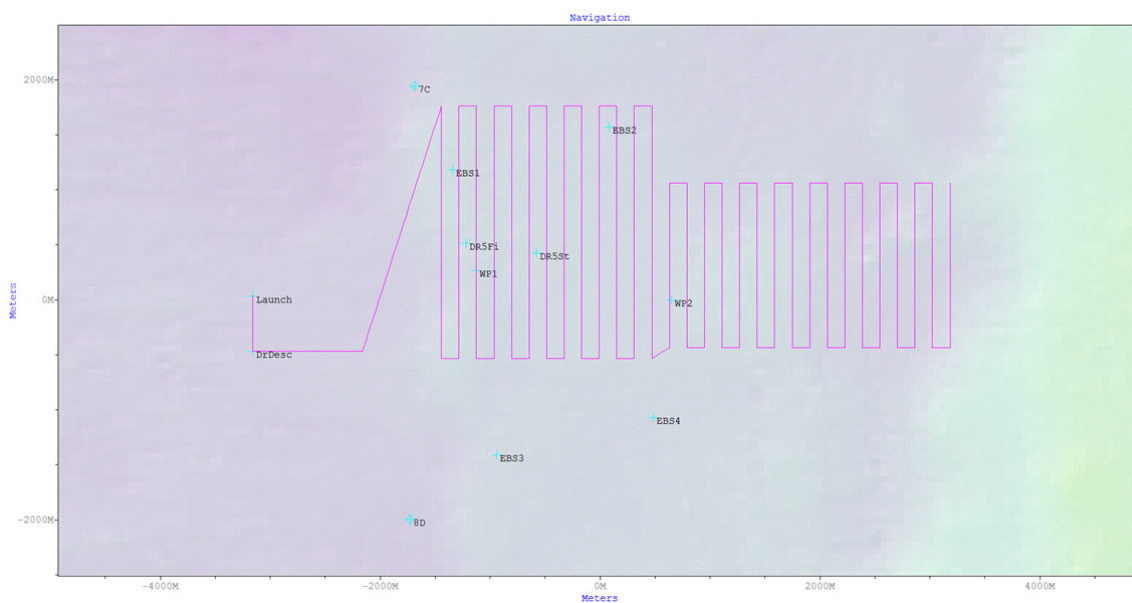 Navigation
2000M
7C
EBS2
EBS1
DR5Fi
DR5St
WP1
Launch
0M
WP2
Meters
DrDesc
EBS4
EBS3
-2000M
8D
-4000M
-2000M
0M
2000M
4000M
Meters